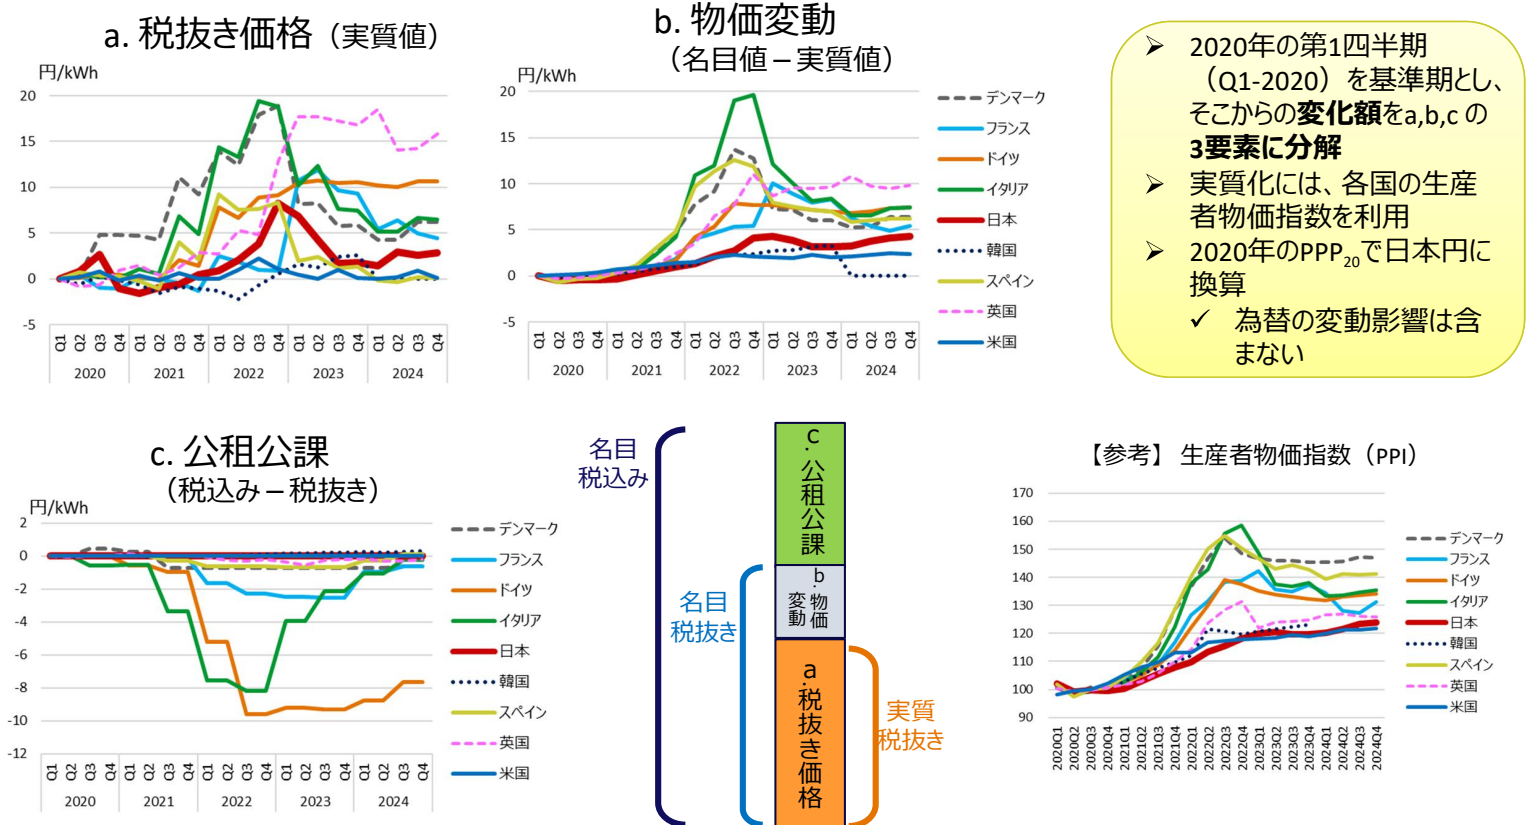 a. 税抜き価格（実質値）
円/kWh
20
15
10
5
0
-5
Q1 Q2 Q3 Q4 Q1 Q2 Q3 Q4 Q1 Q2 Q3 Q4 Q1 Q2 Q3 Q4 Q1 Q2 Q3 Q4
2020 2021 2022 2023 2024
b. 物価変動
（名目値 – 実質値）
円/kWh
20
15
10
5
0
-5
Q1 Q2 Q3 Q4 Q1 Q2 Q3 Q4 Q1 Q2 Q3 Q4 Q1 Q2 Q3 Q4 Q1 Q2 Q3 Q4
2020 2021 2022 2023 2024
デンマーク
フランス
ドイツ
イタリア
日本
韓国
スペイン
英国
米国
➢ 2020年の第1四半期
（Q1-2020）を基準期とし、
そこからの変化額をa,b,c の
3要素に分解
➢ 実質化には、各国の生産
者物価指数を利用
➢ 2020年のPPP20で日本円に
換算
✓ 為替の変動影響は含
まない
c. 公租公課
（税込み – 税抜き）
円/kWh
2
0
-2
-4
-6
-8
-10
-12
Q1 Q2 Q3 Q4 Q1 Q2 Q3 Q4 Q1 Q2 Q3 Q4 Q1 Q2 Q3 Q4 Q1 Q2 Q3 Q4
2020 2021 2022 2023 2024
デンマーク
フランス
ドイツ
イタリア
日本
韓国
スペイン
英国
米国
名目
税込み
名目
税抜き
c.公租公課
b.物価
変動
a.税抜き価格
実質
税抜き
【参考】 生産者物価指数（PPI）
170
160
150
140
130
120
110
100
90
2020Q1 2020Q2 2020Q3 2020Q4 2021Q1 2021Q2 2021Q3 2021Q4 2022Q1 2022Q2 2022Q3 2022Q4 2023Q1 2023Q2 2023Q3 2023Q4 2024Q1 2024Q2 2024Q3 2024Q4
デンマーク
フランス
ドイツ
イタリア
日本
韓国
スペイン
英国
米国